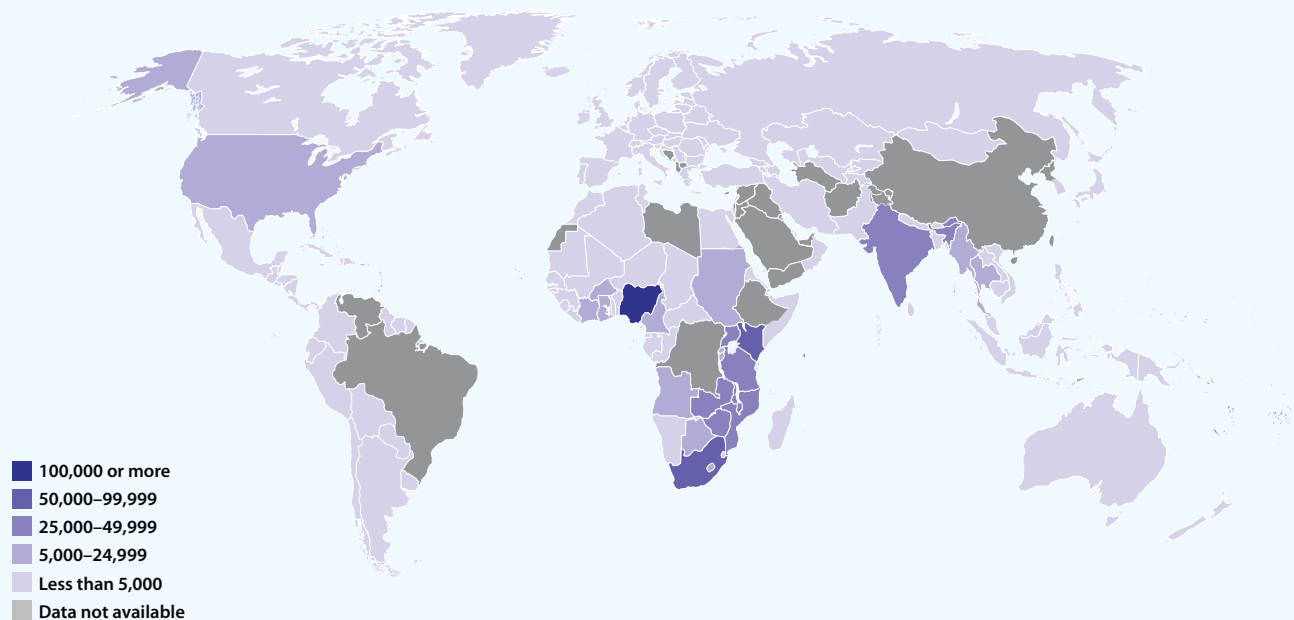 100,000 or more
50,000–99,999
25,000–49,999
5,000–24,999
Less than 5,000
Data not available